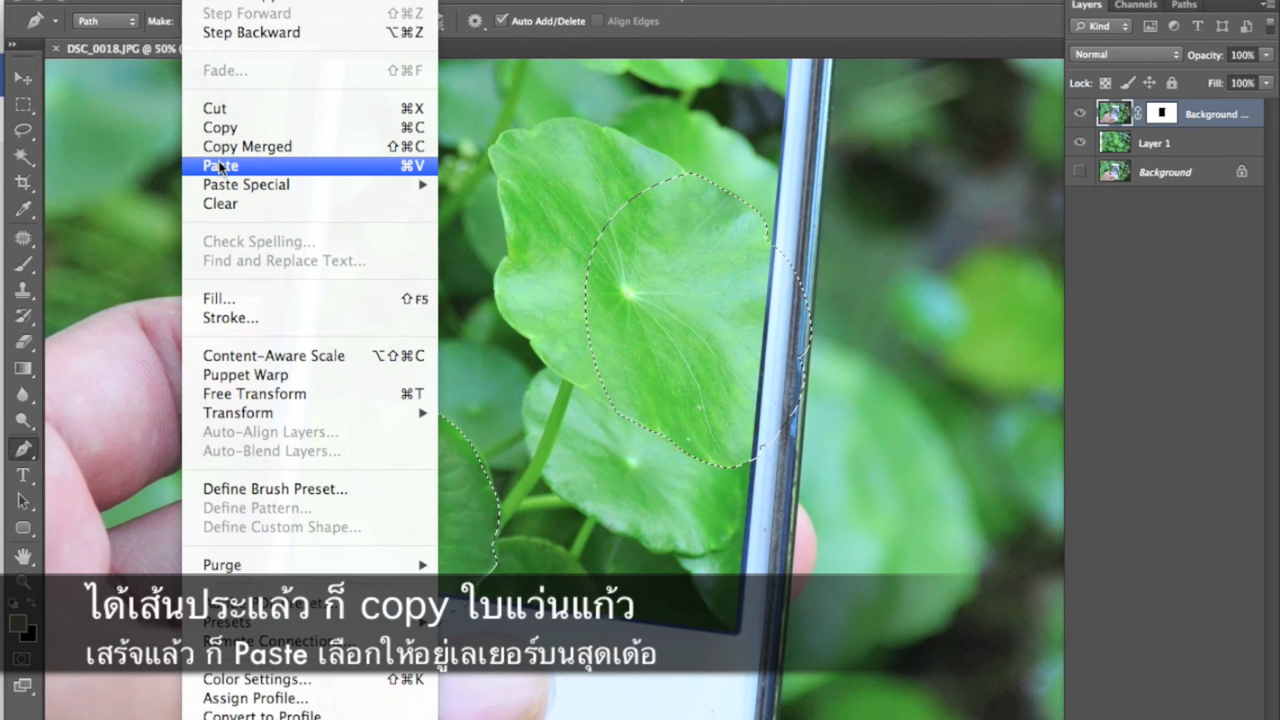 Path
Make:
Auto Add/Delete
Align Edges
DSC_0018.JPG @ 50%
Step Forward ⇧⌘Z
Step Backward ⌥⌘Z
Fade... ⇧⌘F
Cut ⌘X
Copy ⌘C
Copy Merged ⇧⌘C
Paste ⌘V
Paste Special
Clear
Check Spelling...
Find and Replace Text...
Fill... ⇧F5
Stroke...
Content-Aware Scale ⌥⇧⌘C
Puppet Warp
Free Transform ⌘T
Transform
Auto-Align Layers...
Auto-Blend Layers...
Define Brush Preset...
Define Pattern...
Define Custom Shape...
Purge
Presets
Remote Connection
Color Settings... ⇧⌘K
Assign Profile...
Convert to Profile
ได้เส้นประแล้ว ก็ copy ใบแว่นแก้ว
เสร็จแล้ว ก็ Paste เลือกให้อยู่เลเยอร์บนสุดเด้อ
Layers Channels Paths
Kind
Normal Opacity: 100%
Lock: Fill: 100%
Background ...
Layer 1
Background